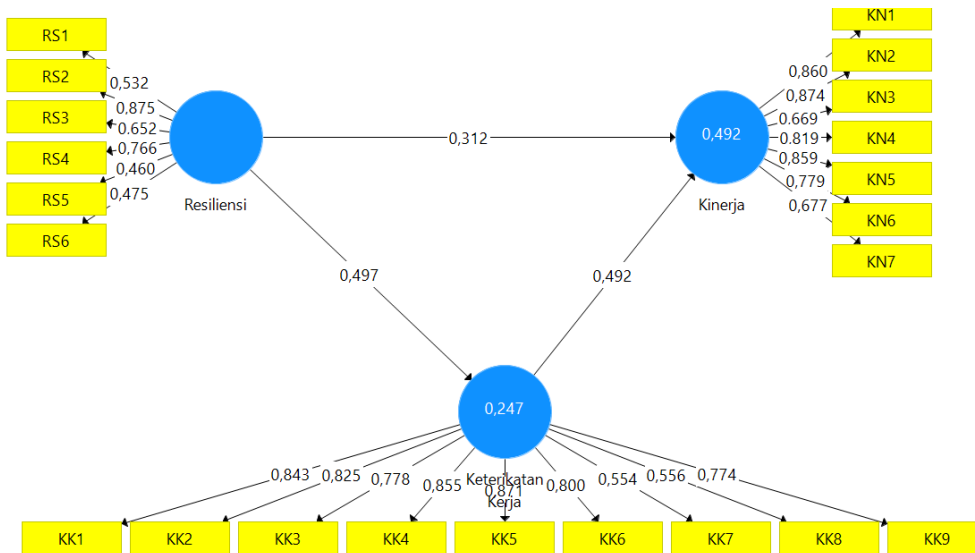 RS1
RS2
RS3
RS4
RS5
RS6
0,532
0,875
0,652
0,766
0,460
0,475
Resiliensi
0,312
0,497
0,492
0,492
Kinerja
0,860
0,874
0,669
0,819
0,859
0,779
0,677
KN1
KN2
KN3
KN4
KN5
KN6
KN7
0,247
Keterikatan
Kerja
0,843
0,825
0,778
0,855
0,871
0,800
0,554
0,556
0,774
KK1
KK2
KK3
KK4
KK5
KK6
KK7
KK8
KK9